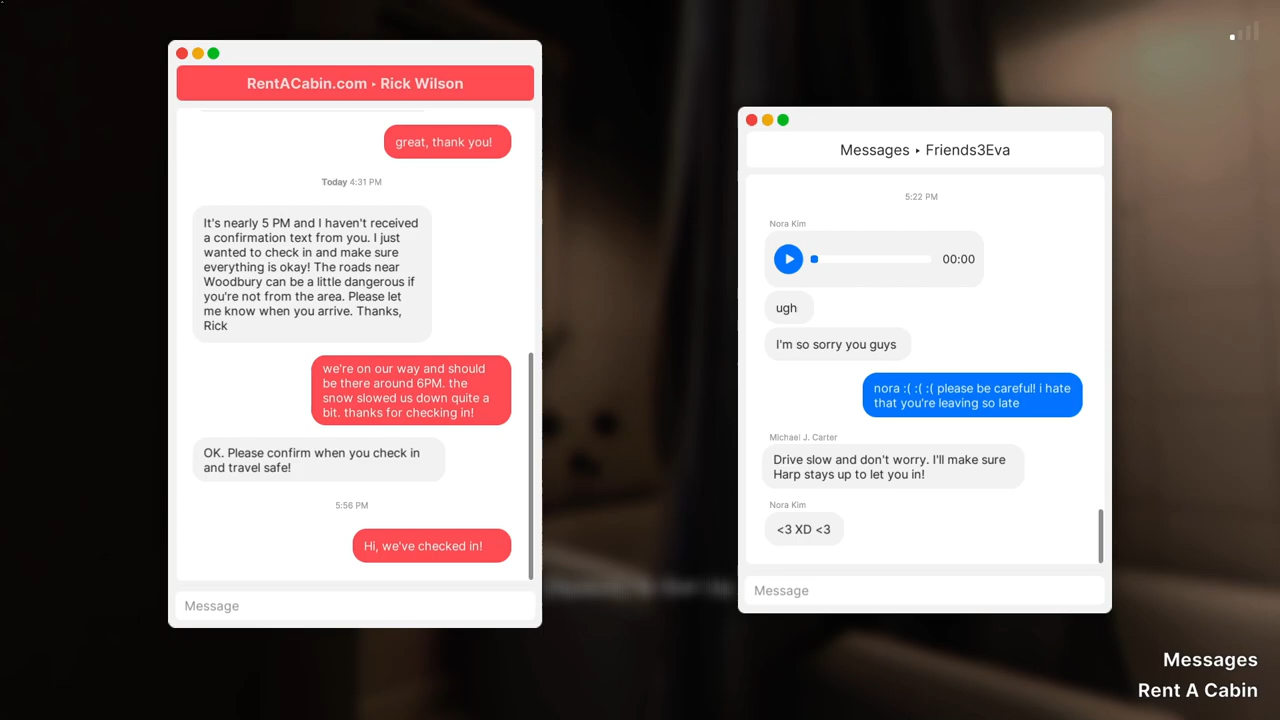 RentACabin.com ▸ Rick Wilson
great, thank you!
Today 4:31 PM
It's nearly 5 PM and I haven't received
a confirmation text from you. I just
wanted to check in and make sure
everything is okay! The roads near
Woodbury can be a little dangerous if
you're not from the area. Please let
me know when you arrive. Thanks,
Rick
we're on our way and should
be there around 6PM. the
snow slowed us down quite a
bit. thanks for checking in!
OK. Please confirm when you check in
and travel safe!
5:56 PM
Hi, we've checked in!
Message
Messages ▸ Friends3Eva
5:22 PM
Nora Kim
00:00
ugh
I'm so sorry you guys
nora :( :( :( please be careful! i hate
that you're leaving so late
Michael J. Carter
Drive slow and don't worry. I'll make sure
Harp stays up to let you in!
Nora Kim
<3 XD <3
Message
Messages
Rent A Cabin